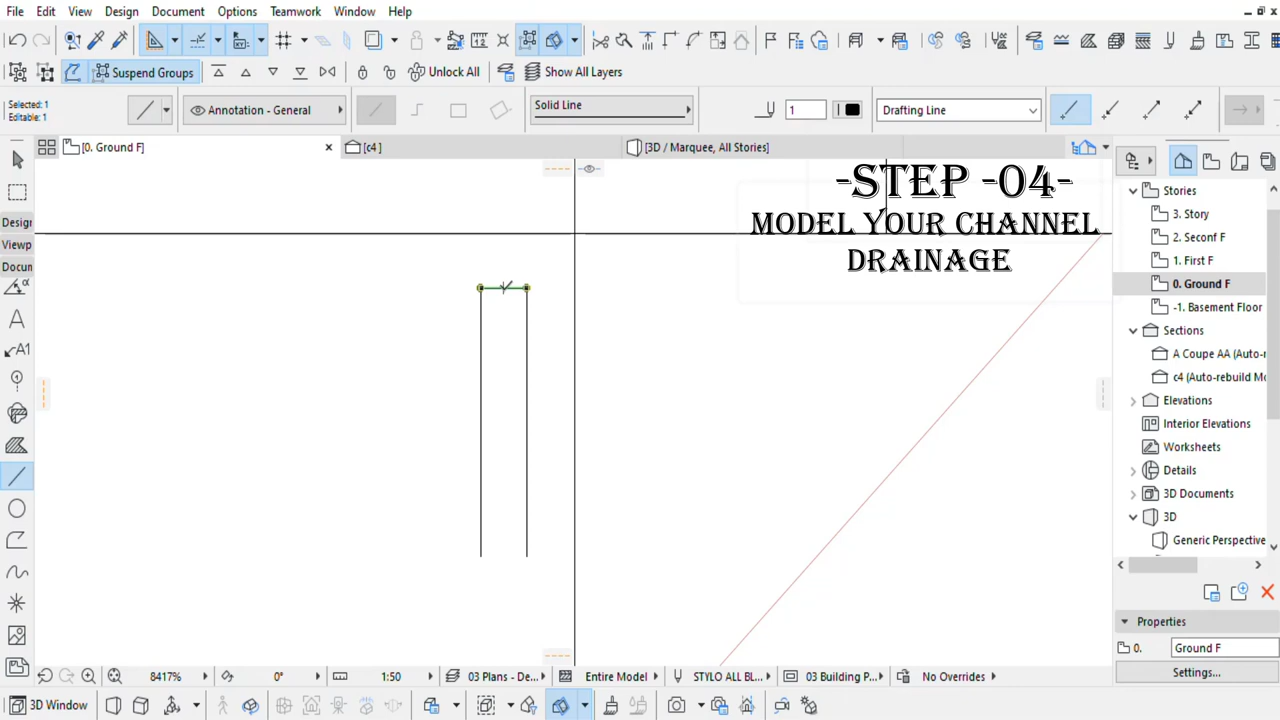 File Edit View Design Document Options Teamwork Window Help
Suspend Groups Unlock All Show All Layers
Selected: 1
Editable: 1
Annotation - General
Solid Line
1
Drafting Line
[0. Ground F]
[c4 ]
[3D / Marquee, All Stories]
-STEP -04-
MODEL YOUR CHANNEL
DRAINAGE
Design
Viewp
Docum
A
A1
Stories
3. Story
2. Seconf F
1. First F
0. Ground F
-1. Basement Floor
Sections
A Coupe AA (Auto-r
c4 (Auto-rebuild Mo
Elevations
Interior Elevations
Worksheets
Details
3D Documents
3D
Generic Perspective
Properties
0. Ground F
Settings...
8417% 0° 1:50 03 Plans - De... Entire Model STYLO ALL BL... 03 Building P... No Overrides
3D Window